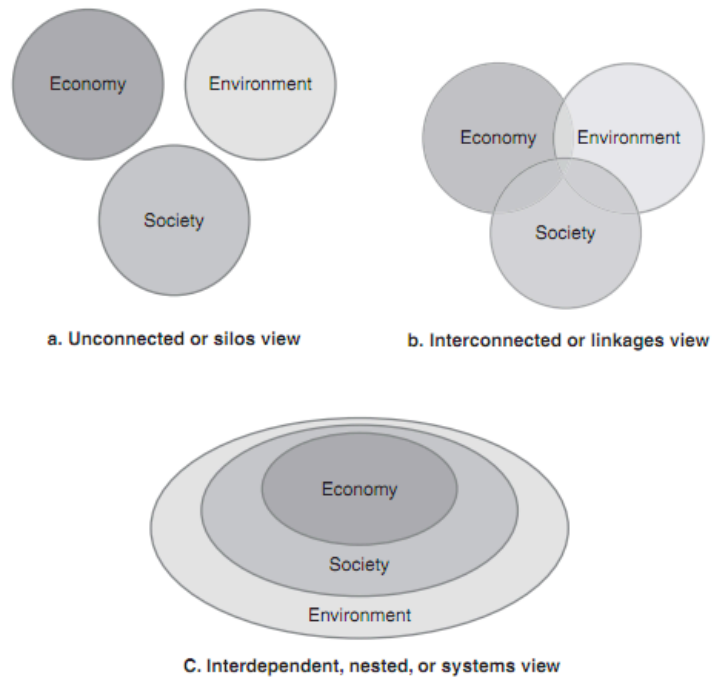 Economy
Environment
Society
a. Unconnected or silos view
Economy
Environment
Society
b. Interconnected or linkages view
Economy
Society
Environment
C. Interdependent, nested, or systems view